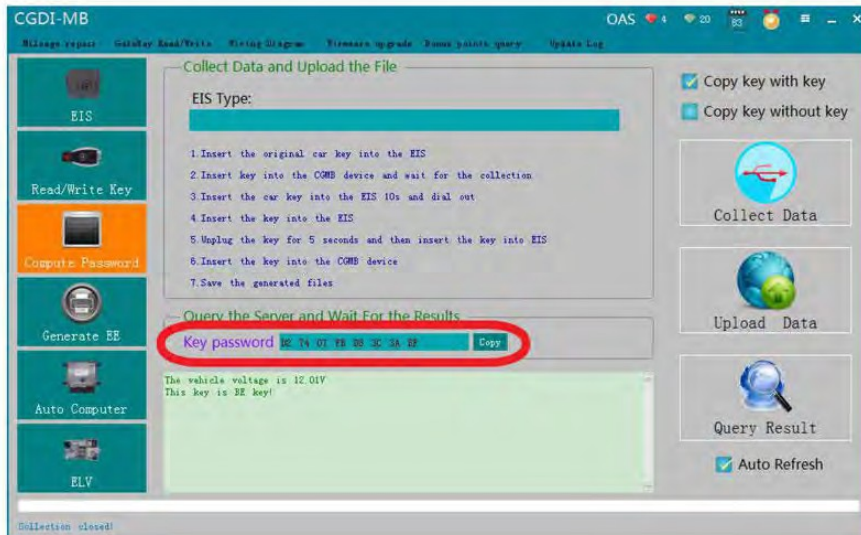 CGDI-MB
OAS 4 20 83
Mileage repair Gateway Read/Write Wiring Diagram Firmware upgrade Bonus points query Update Log
EIS
Read/Write Key
Compute Password
Generate EE
Auto Computer
ELV
Collect Data and Upload the File
EIS Type:
1.Insert the original car key into the EIS
2.Insert key into the CGMB device and wait for the collection
3.Insert the car key into the EIS 10s and dial out
4.Insert the key into the EIS
5.Unplug the key for 5 seconds and then insert the key into EIS
6.Insert the key into the CGMB device
7.Save the generated files
Query the Server and Wait For the Results
Key password
Copy
The vehicle voltage is 12.01V
This key is BE key!
Copy key with key
Copy key without key
Collect Data
Upload Data
Query Result
Auto Refresh
Collection closed!